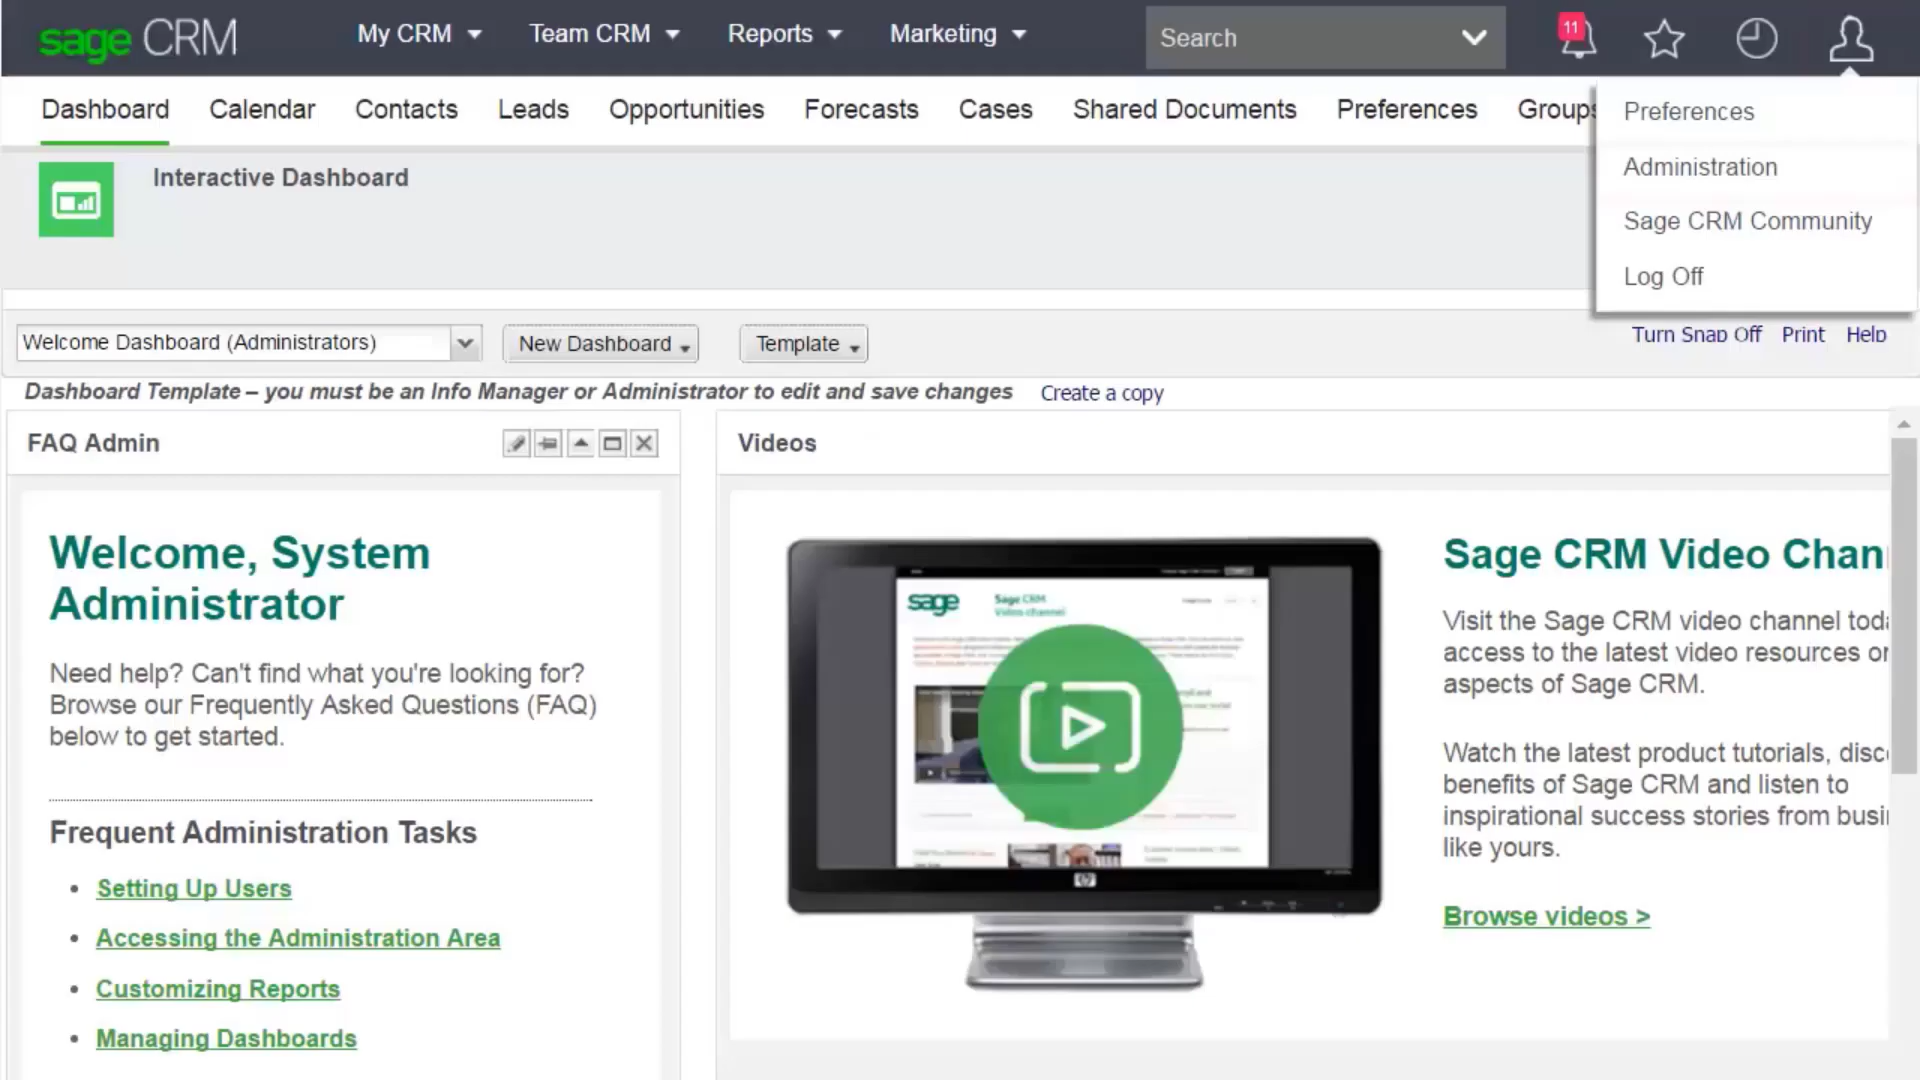 sage CRM
My CRM
Team CRM
Reports
Marketing
Search
11
Dashboard
Calendar
Contacts
Leads
Opportunities
Forecasts
Cases
Shared Documents
Preferences
Groups
Preferences
Administration
Sage CRM Community
Log Off
Interactive Dashboard
Welcome Dashboard (Administrators)
New Dashboard
Template
Turn Snap Off
Print
Help
Dashboard Template – you must be an Info Manager or Administrator to edit and save changes
Create a copy
FAQ Admin
Welcome, System
Administrator
Need help? Can't find what you're looking for?
Browse our Frequently Asked Questions (FAQ)
below to get started.
Frequent Administration Tasks
Setting Up Users
Accessing the Administration Area
Customizing Reports
Managing Dashboards
Videos
sage
Sage CRM
Video channel
hp
Sage CRM Video Chan
Visit the Sage CRM video channel toda
access to the latest video resources or
aspects of Sage CRM.
Watch the latest product tutorials, disc
benefits of Sage CRM and listen to
inspirational success stories from busi
like yours.
Browse videos >